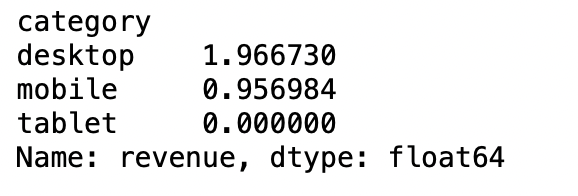 category
desktop    1.966730
mobile     0.956984
tablet     0.000000
Name: revenue, dtype: float64